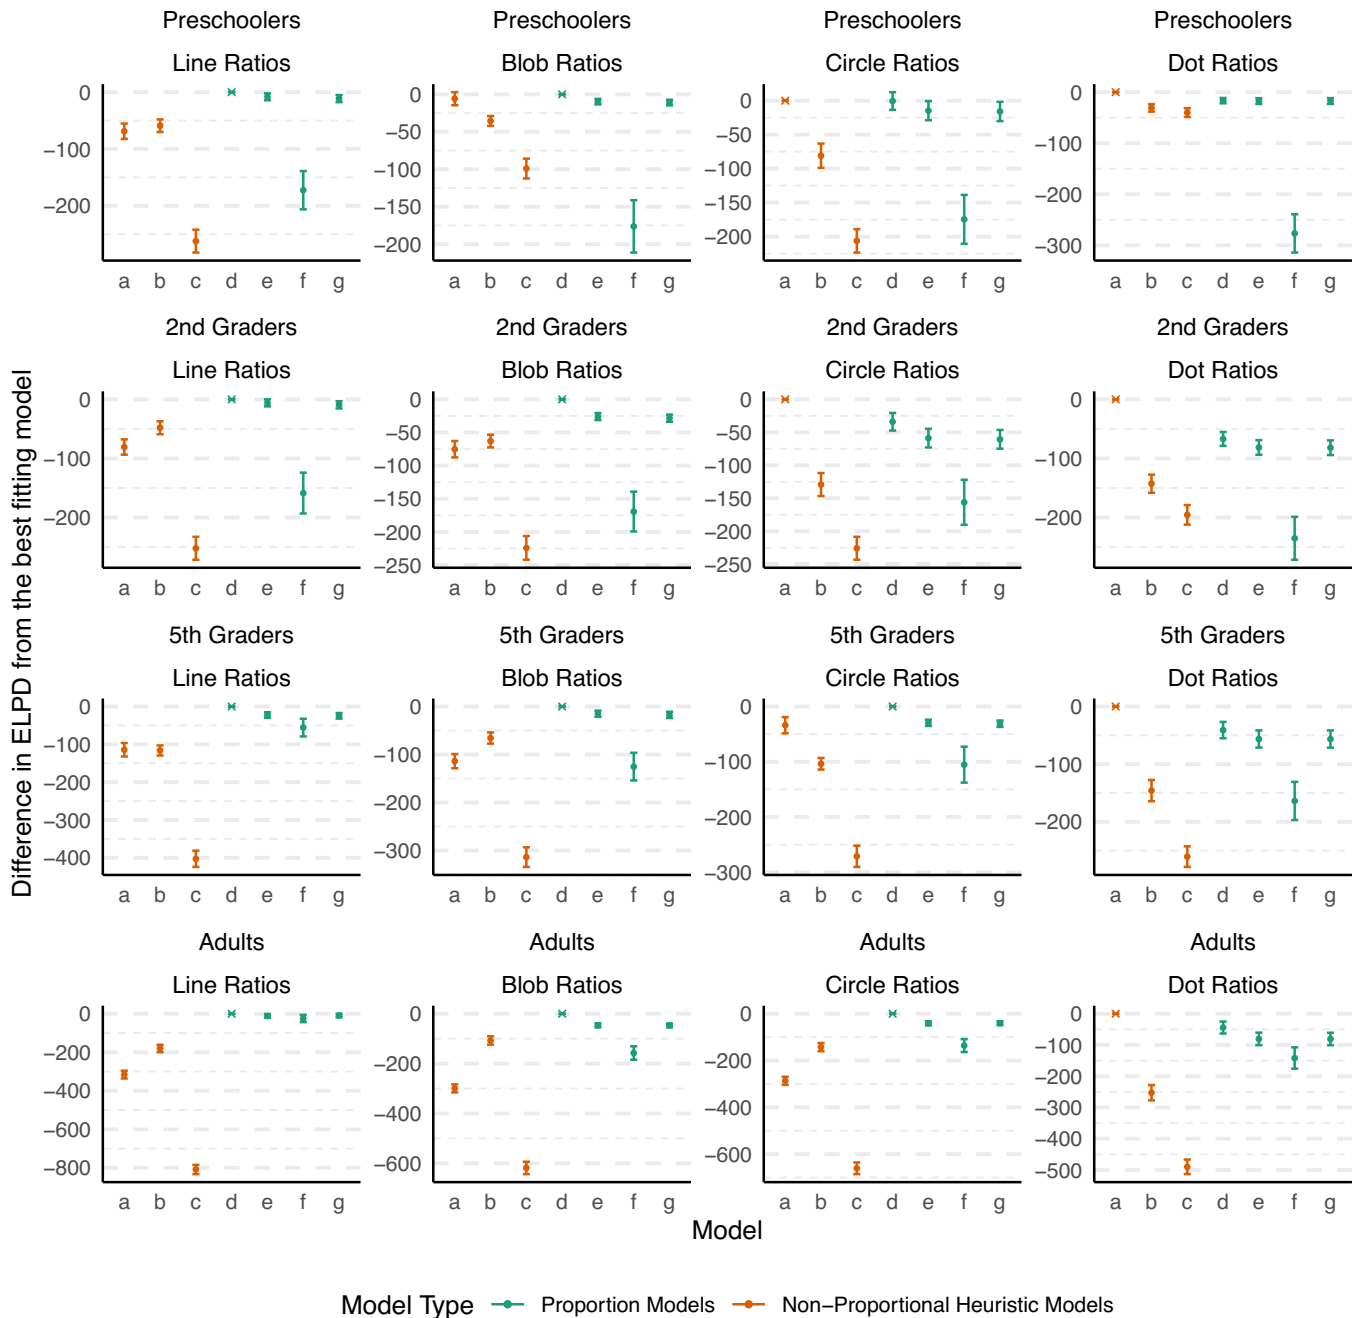 Preschoolers Preschoolers Preschoolers Preschoolers
Line Ratios Blob Ratios Circle Ratios Dot Ratios
0 −100 −200
0 −50 −100 −150 −200
0 −50 −100 −150 −200
0 −100 −200 −300
a b c d e f g a b c d e f g a b c d e f g a b c d e f g
2nd Graders 2nd Graders 2nd Graders 2nd Graders
Line Ratios Blob Ratios Circle Ratios Dot Ratios
0 −100 −200
0 −50 −100 −150 −200 −250
0 −50 −100 −150 −200 −250
0 −100 −200
a b c d e f g a b c d e f g a b c d e f g a b c d e f g
5th Graders 5th Graders 5th Graders 5th Graders
Line Ratios Blob Ratios Circle Ratios Dot Ratios
0 −100 −200 −300 −400
0 −100 −200 −300
0 −100 −200 −300
0 −100 −200
a b c d e f g a b c d e f g a b c d e f g a b c d e f g
Adults Adults Adults Adults
Line Ratios Blob Ratios Circle Ratios Dot Ratios
0 −200 −400 −600 −800
0 −200 −400 −600
0 −200 −400 −600
0 −100 −200 −300 −400 −500
a b c d e f g a b c d e f g a b c d e f g a b c d e f g
Difference in ELPD from the best fitting model
Model
Model Type Proportion Models Non−Proportional Heuristic Models